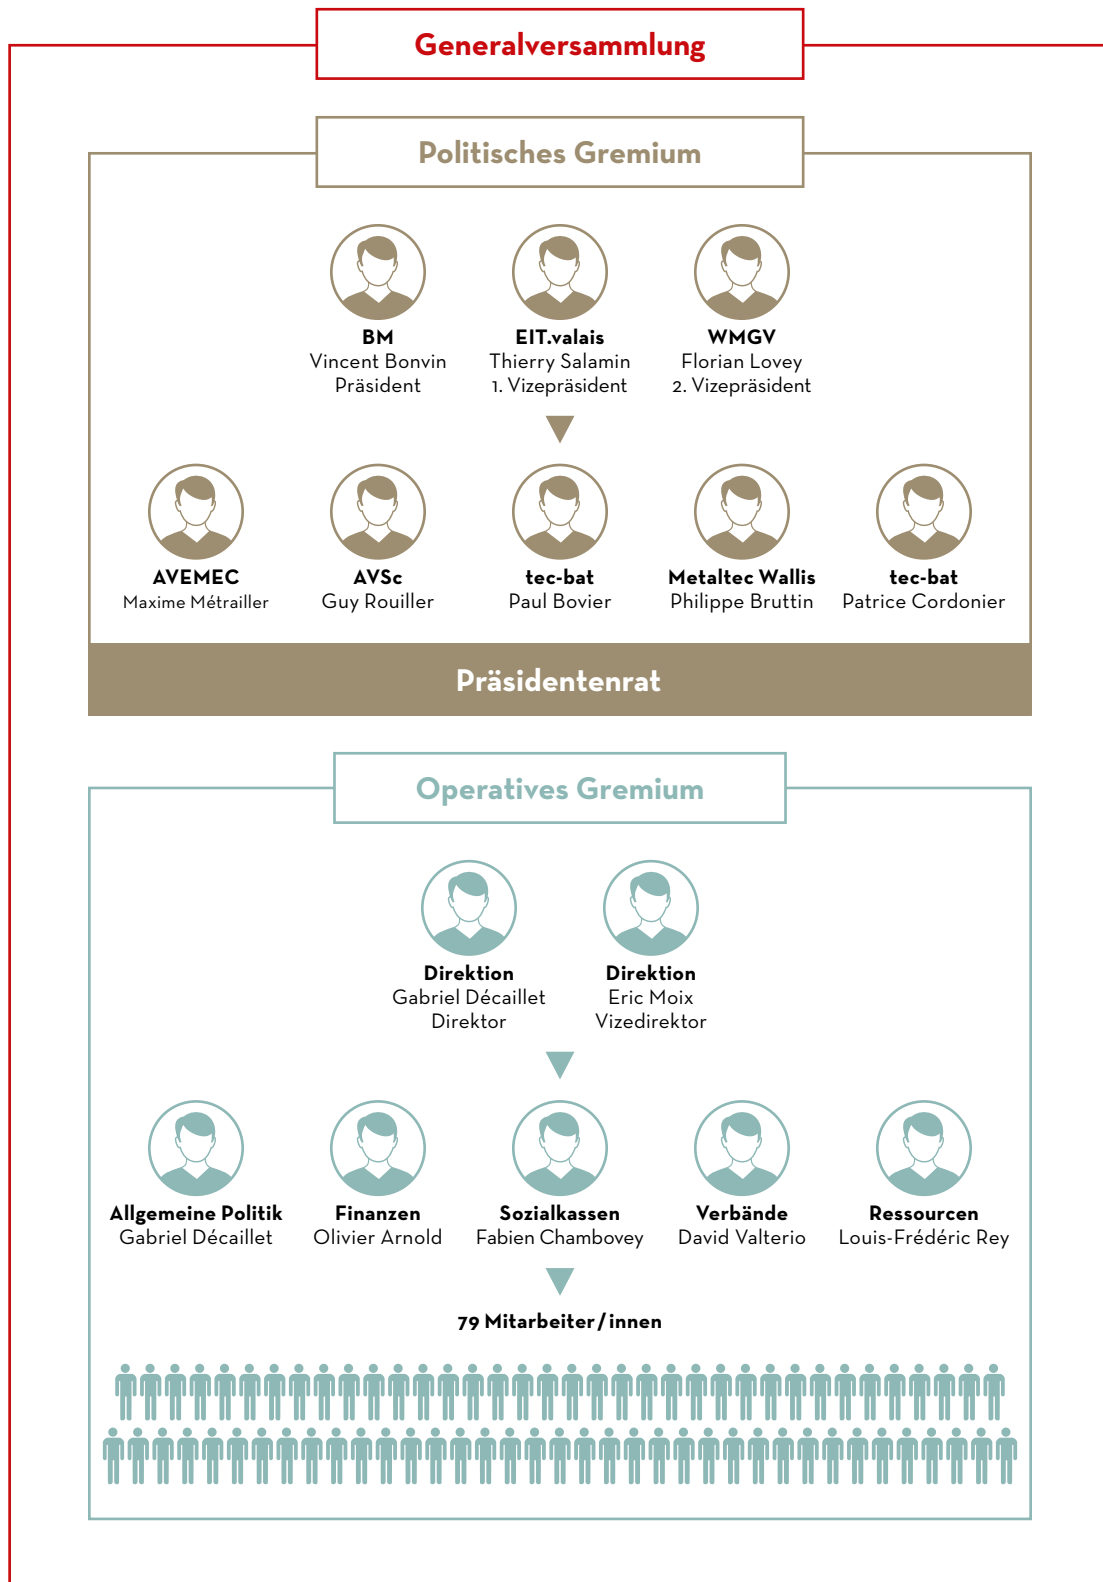 Generalversammlung
Politisches Gremium
BM
Vincent Bonvin
Präsident
EIT.valais
Thierry Salamin
1. Vizepräsident
WMGV
Florian Lovey
2. Vizepräsident
AVEMEC
Maxime Métrailler
AVSc
Guy Rouiller
tec-bat
Paul Bovier
Metaltec Wallis
Philippe Bruttin
tec-bat
Patrice Cordonier
Präsidentenrat
Operatives Gremium
Direktion
Gabriel Décaillet
Direktor
Direktion
Eric Moix
Vizedirektor
Allgemeine Politik
Gabriel Décaillet
Finanzen
Olivier Arnold
Sozialkassen
Fabien Chambovey
Verbände
David Valterio
Ressourcen
Louis-Frédéric Rey
79 Mitarbeiter/innen